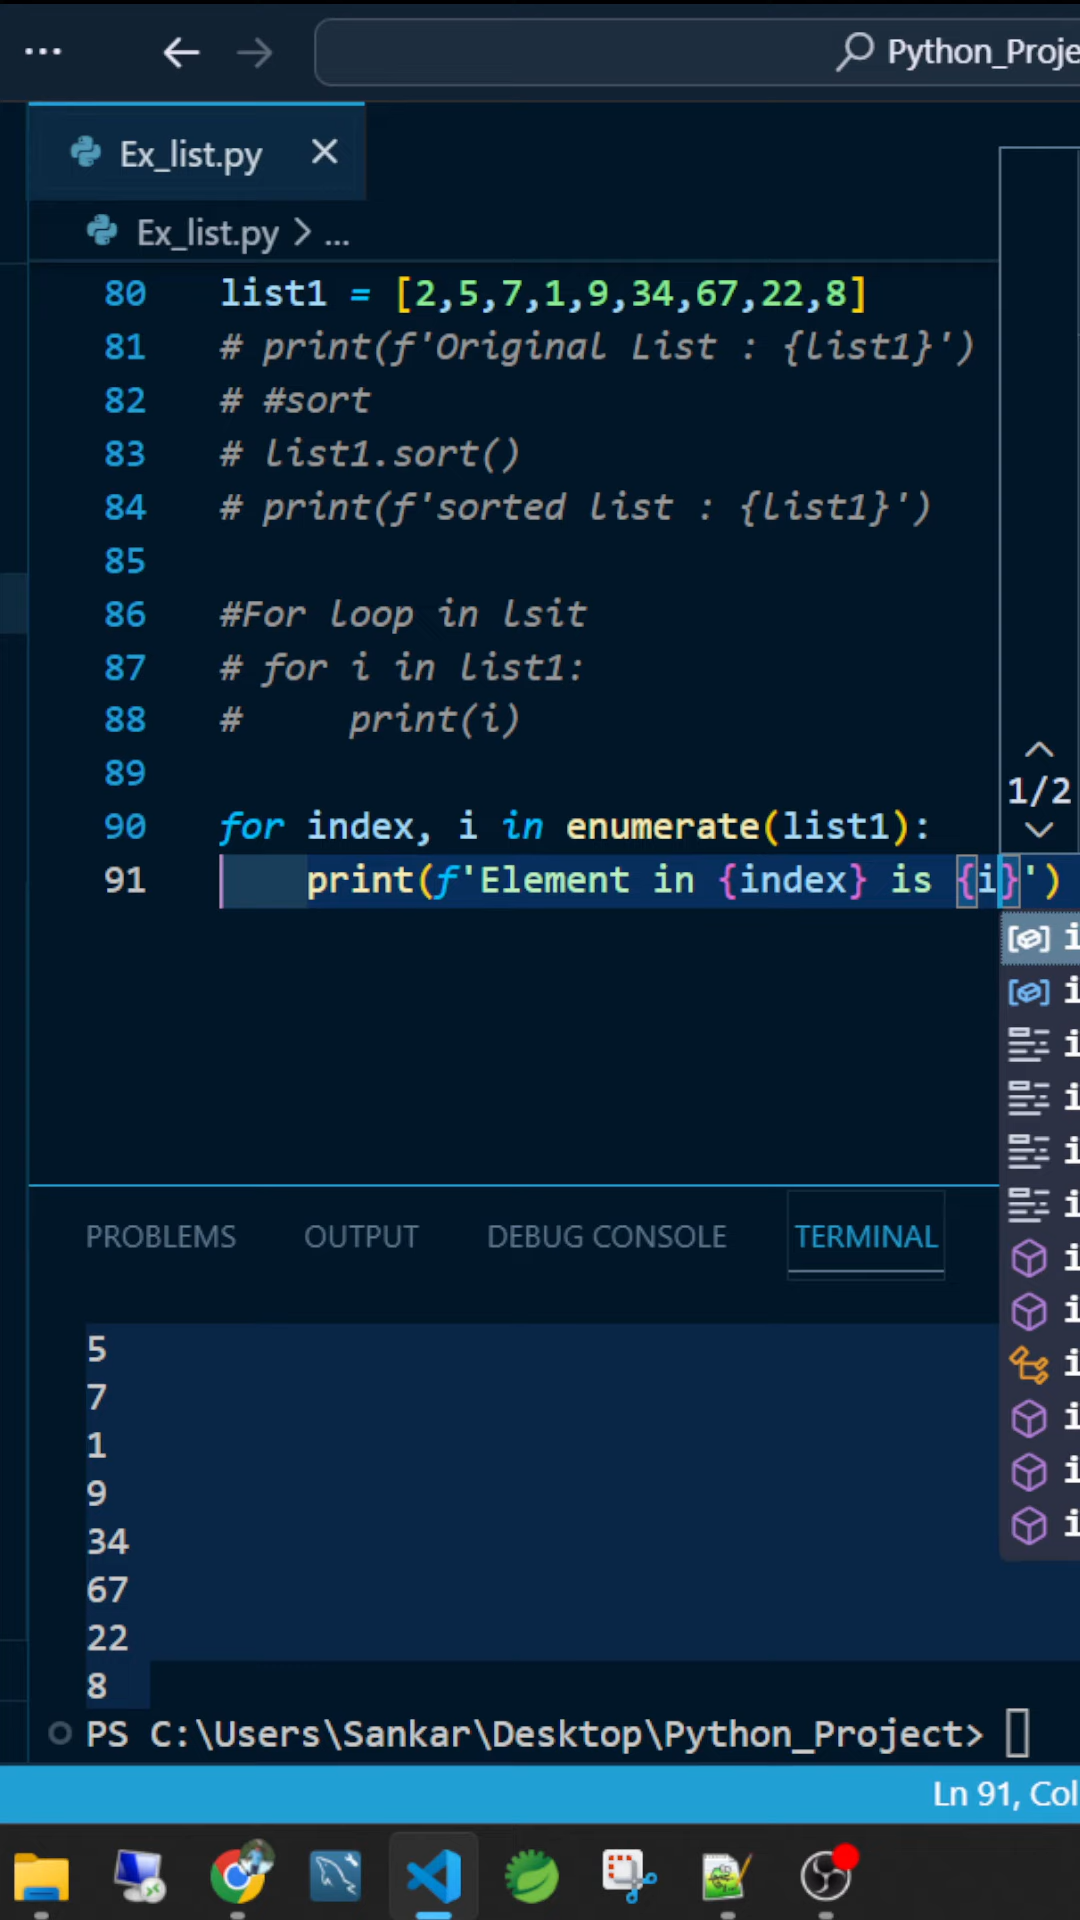 Python_Proje
Ex_list.py
Ex_list.py > ...
80 list1 = [2,5,7,1,9,34,67,22,8]
81 # print(f'Original List : {list1}')
82 # #sort
83 # list1.sort()
84 # print(f'sorted list : {list1}')
85
86 #For loop in lsit
87 # for i in list1:
88 #     print(i)
89
90 for index, i in enumerate(list1):
91     print(f'Element in {index} is {i}')
1/2
i
i
i
i
i
i
i
i
i
i
i
i
PROBLEMS OUTPUT DEBUG CONSOLE TERMINAL
5
7
1
9
34
67
22
8
PS C:\Users\Sankar\Desktop\Python_Project>
Ln 91, Col